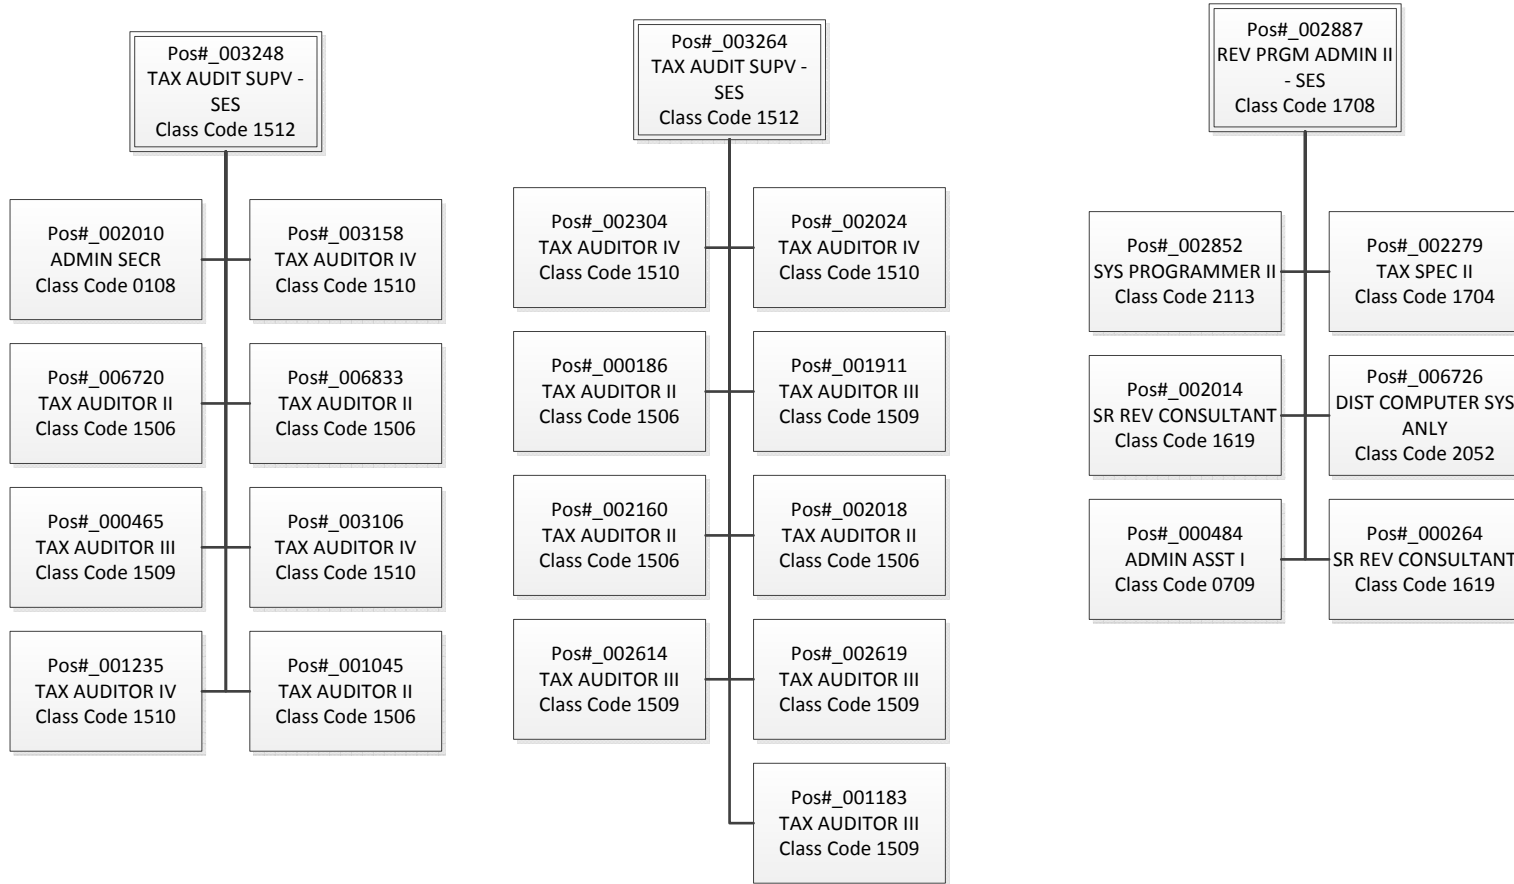 Pos#_003248
TAX AUDIT SUPV -
SES
Class Code 1512
Pos#_002010
ADMIN SECR
Class Code 0108
Pos#_003158
TAX AUDITOR IV
Class Code 1510
Pos#_006720
TAX AUDITOR II
Class Code 1506
Pos#_006833
TAX AUDITOR II
Class Code 1506
Pos#_000465
TAX AUDITOR III
Class Code 1509
Pos#_003106
TAX AUDITOR IV
Class Code 1510
Pos#_001235
TAX AUDITOR IV
Class Code 1510
Pos#_001045
TAX AUDITOR II
Class Code 1506
Pos#_003264
TAX AUDIT SUPV -
SES
Class Code 1512
Pos#_002304
TAX AUDITOR IV
Class Code 1510
Pos#_002024
TAX AUDITOR IV
Class Code 1510
Pos#_000186
TAX AUDITOR II
Class Code 1506
Pos#_001911
TAX AUDITOR III
Class Code 1509
Pos#_002160
TAX AUDITOR II
Class Code 1506
Pos#_002018
TAX AUDITOR II
Class Code 1506
Pos#_002614
TAX AUDITOR III
Class Code 1509
Pos#_002619
TAX AUDITOR III
Class Code 1509
Pos#_001183
TAX AUDITOR III
Class Code 1509
Pos#_002887
REV PRGM ADMIN II
- SES
Class Code 1708
Pos#_002852
SYS PROGRAMMER II
Class Code 2113
Pos#_002279
TAX SPEC II
Class Code 1704
Pos#_002014
SR REV CONSULTANT
Class Code 1619
Pos#_006726
DIST COMPUTER SYS
ANLY
Class Code 2052
Pos#_000484
ADMIN ASST I
Class Code 0709
Pos#_000264
SR REV CONSULTANT
Class Code 1619